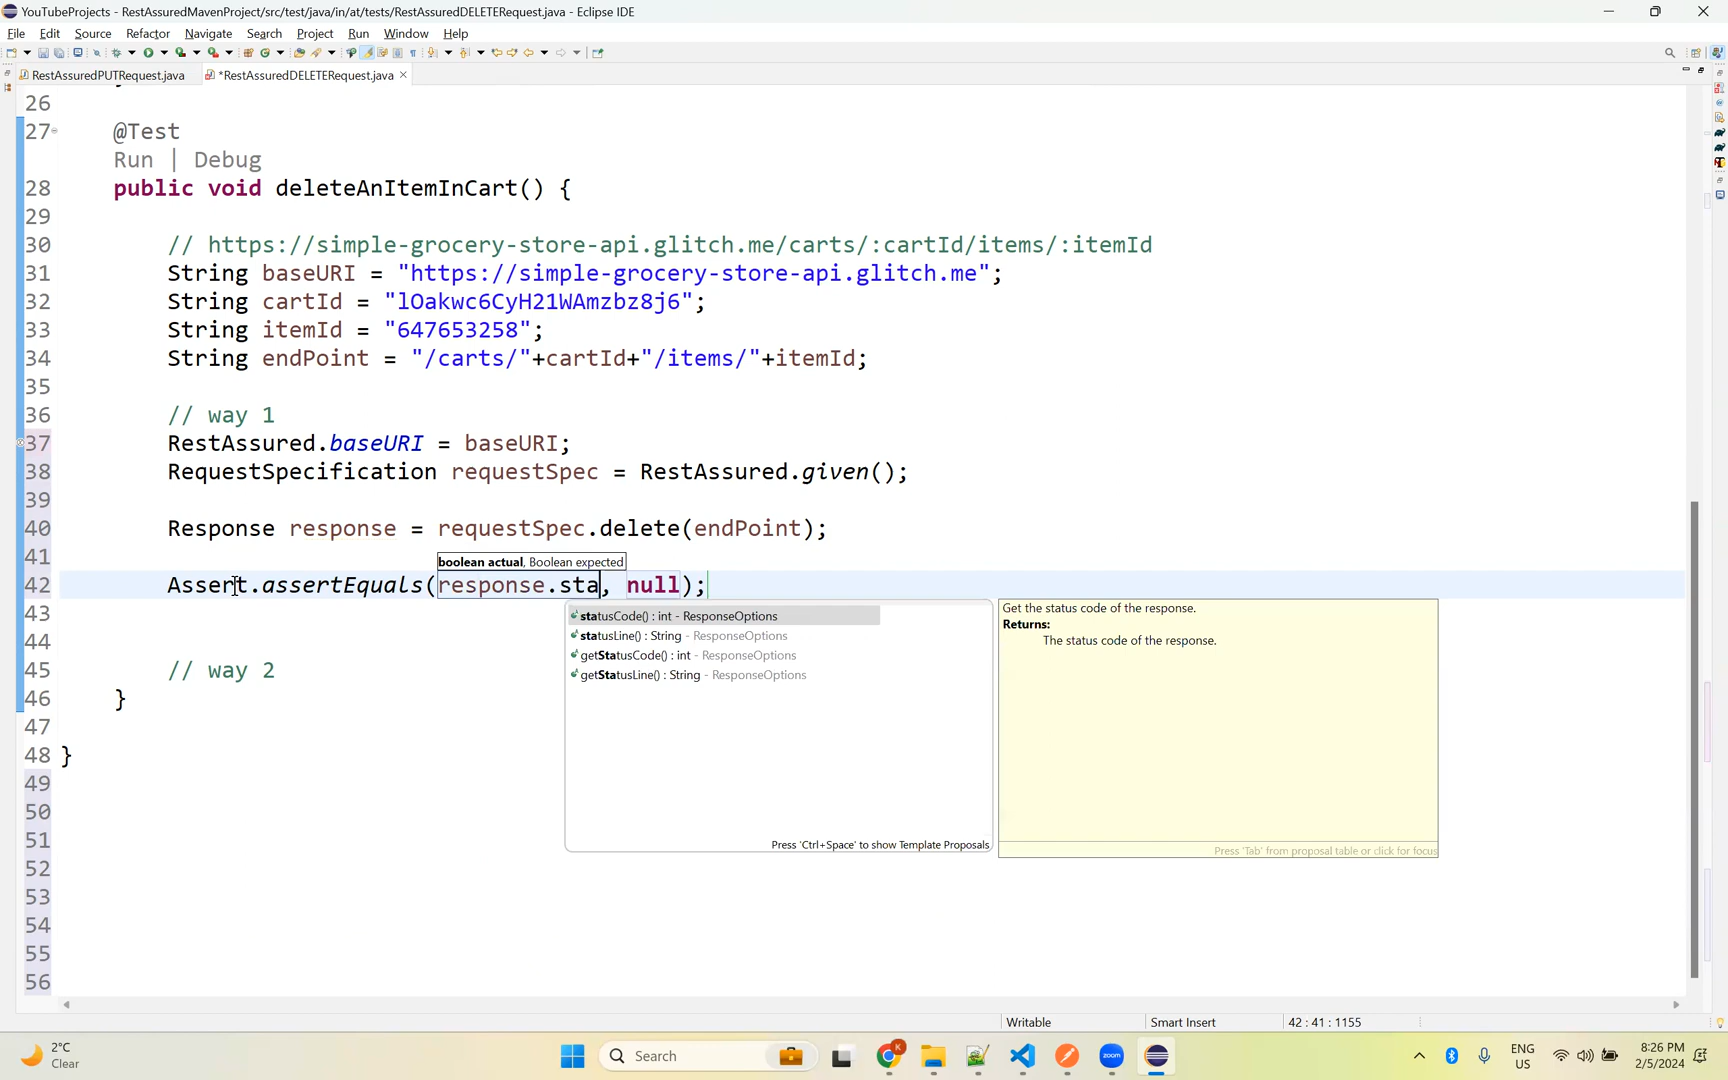 YouTubeProjects - RestAssuredMavenProject/src/test/java/in/at/tests/RestAssuredDELETERequest.java - Eclipse IDE
File Edit Source Refactor Navigate Search Project Run Window Help
RestAssuredPUTRequest.java *RestAssuredDELETERequest.java
26
27 @Test
Run | Debug
28 public void deleteAnItemInCart() {
29
30 // https://simple-grocery-store-api.glitch.me/carts/:cartId/items/:itemId
31 String baseURI = "https://simple-grocery-store-api.glitch.me";
32 String cartId = "lOakwc6CyH21WAmzbz8j6";
33 String itemId = "647653258";
34 String endPoint = "/carts/"+cartId+"/items/"+itemId;
35
36 // way 1
37 RestAssured.baseURI = baseURI;
38 RequestSpecification requestSpec = RestAssured.given();
39
40 Response response = requestSpec.delete(endPoint);
41
boolean actual, Boolean expected
42 Assert.assertEquals(response.sta, null);
43
statusCode() : int - ResponseOptions
statusLine() : String - ResponseOptions
getStatusCode() : int - ResponseOptions
getStatusLine() : String - ResponseOptions
Press 'Ctrl+Space' to show Template Proposals
Get the status code of the response.
Returns:
The status code of the response.
Press 'Tab' from proposal table or click for focus
44
45 // way 2
46 }
47
48 }
49
50
51
52
53
54
55
56
Writable Smart Insert 42 : 41 : 1155
2°C
Clear
Search
zoom
K
ENG
US
8:26 PM
2/5/2024